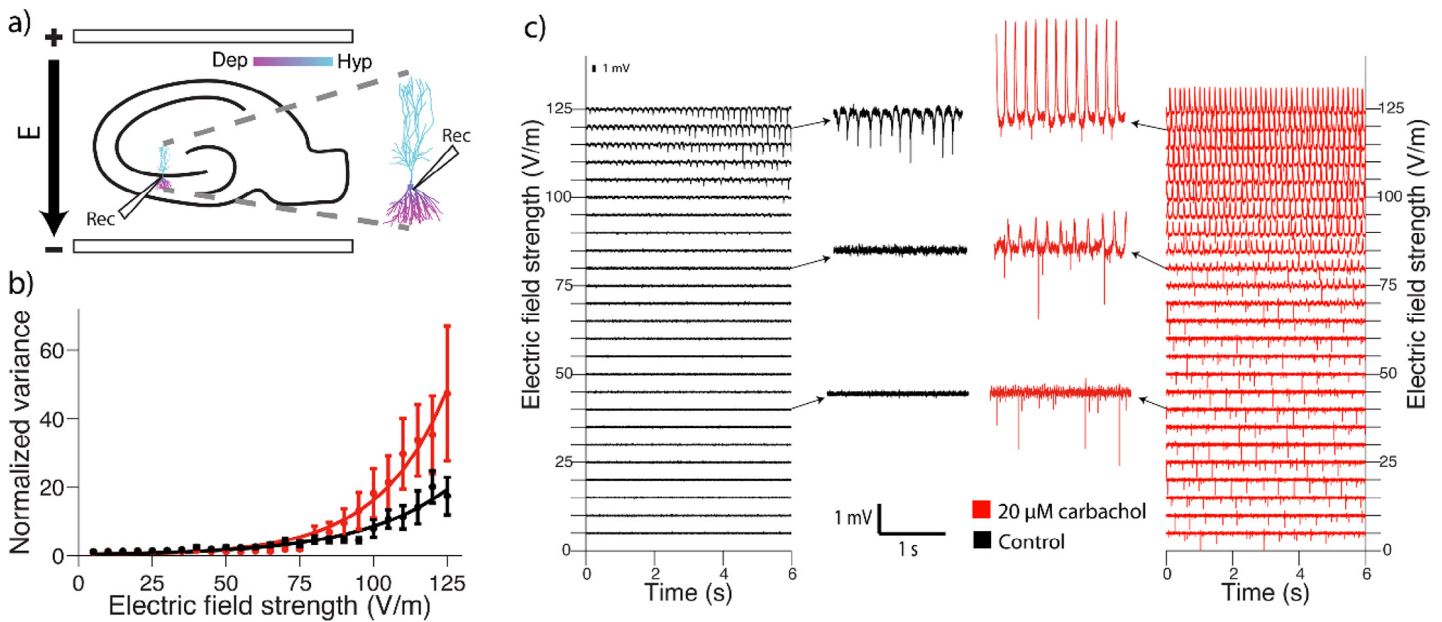 a)
+
E
−
Dep
Hyp
Rec
Rec
b)
Normalized variance
60
40
20
0
0
25
50
75
100
125
Electric field strength (V/m)
c)
1 mV
Electric field strength (V/m)
125
100
75
50
25
0
0
2
4
6
Time (s)
1 mV
1 s
20 µM carbachol
Control
125
100
75
50
25
0
Electric field strength (V/m)
0
2
4
6
Time (s)